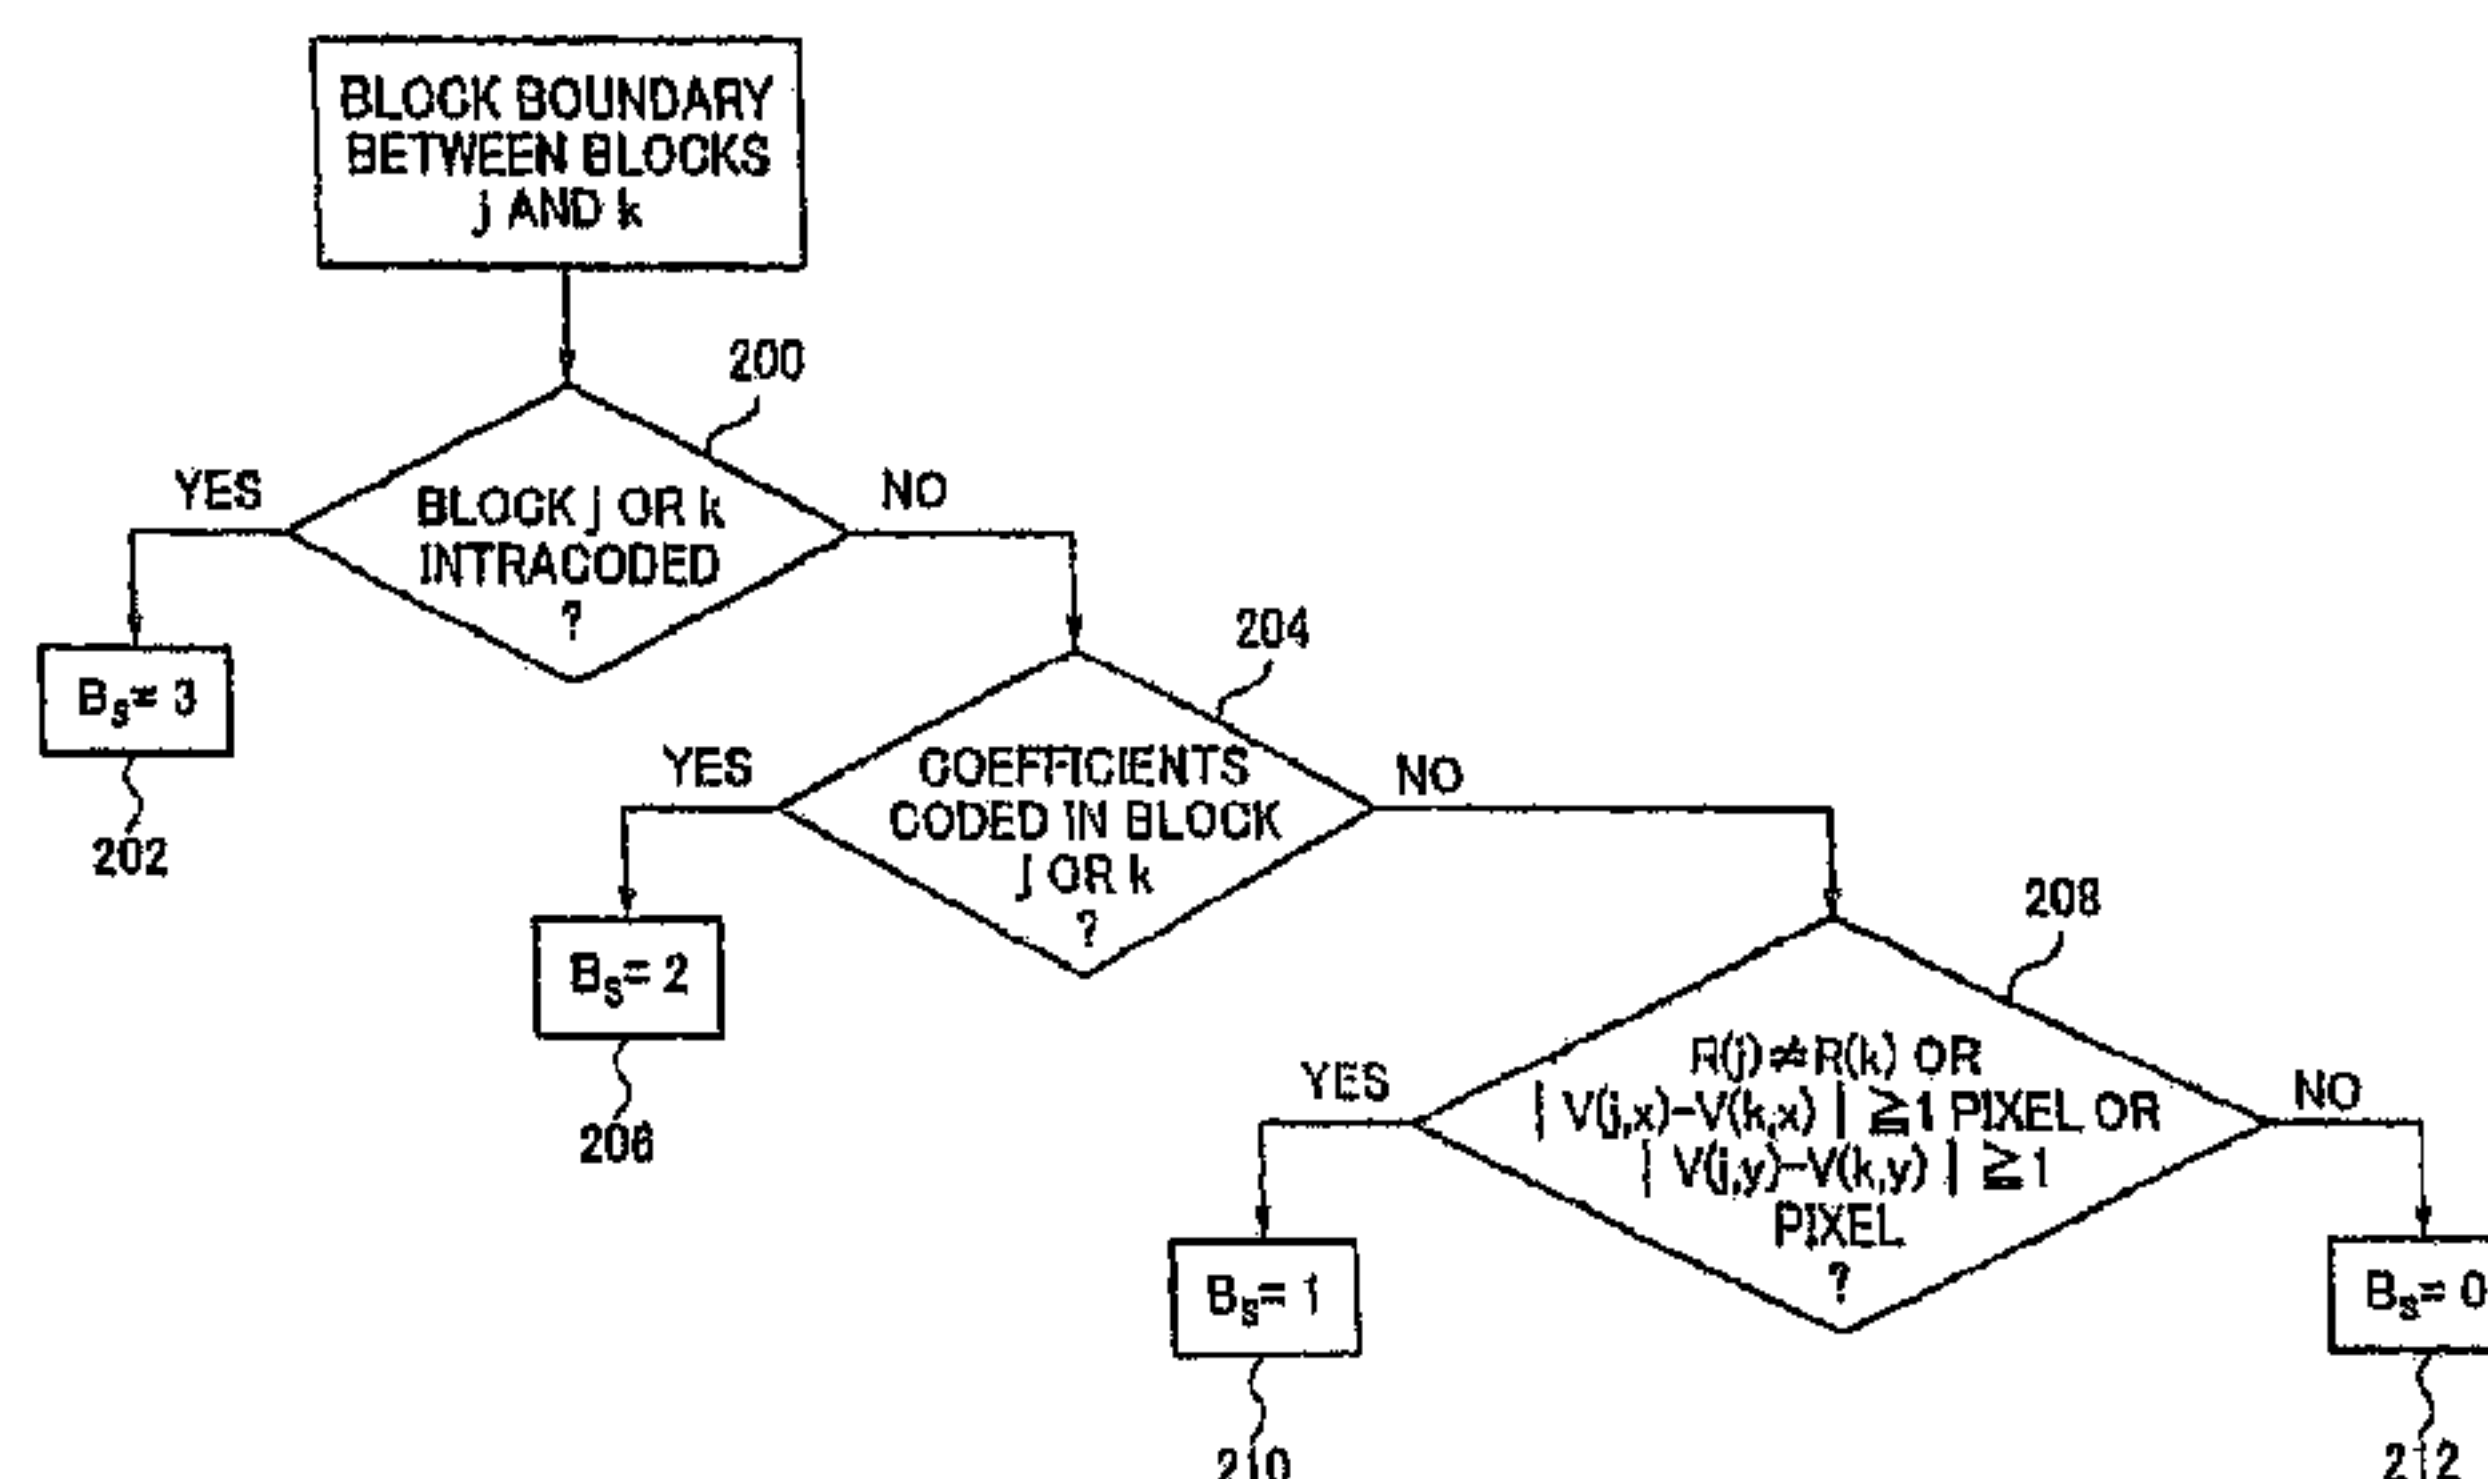 BLOCK BOUNDARY
BETWEEN BLOCKS
j AND k
200
YES
BLOCK j OR k
INTRACODED
?
NO
B_S= 3
202
204
YES
COEFFICIENTS
CODED IN BLOCK
j OR k
?
NO
B_S= 2
206
208
YES
R(j)≠R(k) OR
| V(j,x)-V(k,x) | ≧1 PIXEL OR
| V(j,y)-V(k,y) | ≧1
PIXEL
?
NO
B_S= 1
210
B_S= 0
212